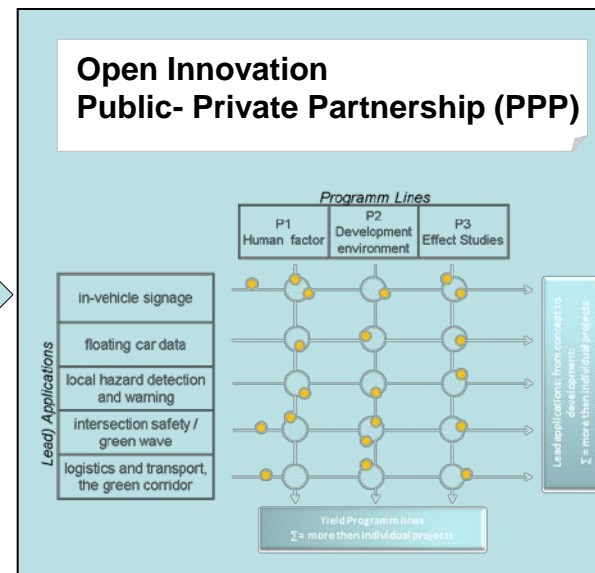 Open Innovation
Public- Private Partnership (PPP)
Programm Lines
P1
Human factor
P2
Development
environment
P3
Effect Studies
Lead) Applications
in-vehicle signage
floating car data
local hazard detection
and warning
intersection safety /
green wave
logistics and transport,
the green corridor
Lead applications: from concept to
development:
Σ = more then individual projects
Yield Programm lines
Σ= more then individual projects